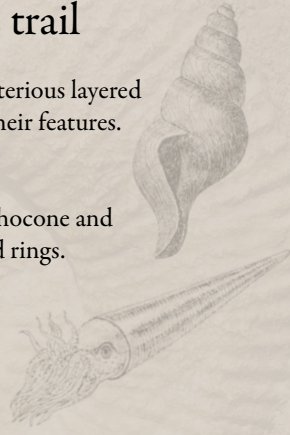 trail
terious layered
heir features.
hocone and
d rings.